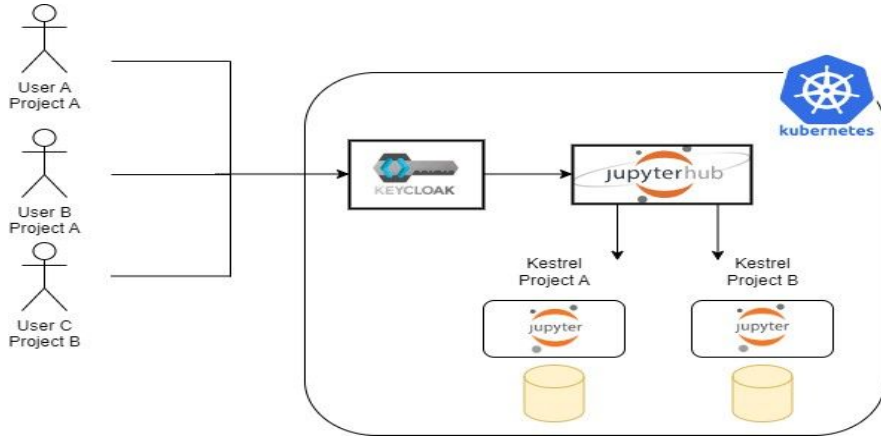 User A
Project A
User B
Project A
User C
Project B
kubernetes
KEYCLOAK
jupyterhub
Kestrel
Project A
Kestrel
Project B
jupyter
jupyter